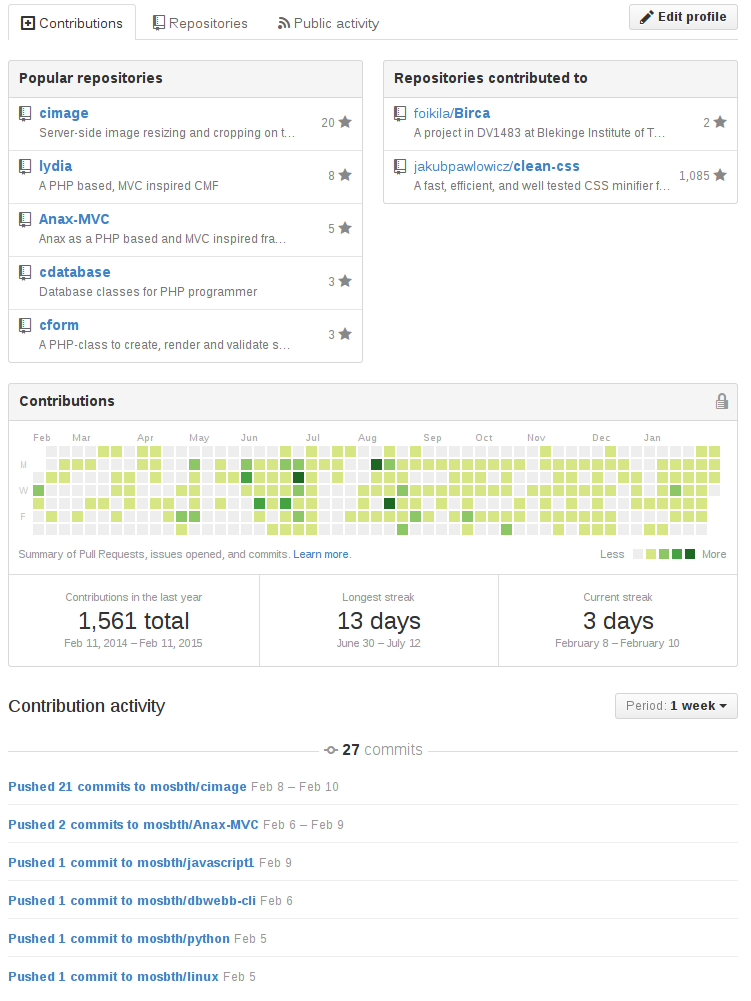 Contributions
Repositories
Public activity
Edit profile
Popular repositories
cimage
Server-side image resizing and cropping on t…
20
lydia
A PHP based, MVC inspired CMF
8
Anax-MVC
Anax as a PHP based and MVC inspired fra…
5
cdatabase
Database classes for PHP programmer
3
cform
A PHP-class to create, render and validate s…
3
Repositories contributed to
foikila/Birca
A project in DV1483 at Blekinge Institute of T…
2
jakubpawlowicz/clean-css
A fast, efficient, and well tested CSS minifier f…
1,085
Contributions
Feb Mar Apr May Jun Jul Aug Sep Oct Nov Dec Jan
M
W
F
Summary of Pull Requests, issues opened, and commits. Learn more.
Less More
Contributions in the last year
1,561 total
Feb 11, 2014 – Feb 11, 2015
Longest streak
13 days
June 30 – July 12
Current streak
3 days
February 8 – February 10
Contribution activity
Period: 1 week
27 commits
Pushed 21 commits to mosbth/cimage Feb 8 – Feb 10
Pushed 2 commits to mosbth/Anax-MVC Feb 6 – Feb 9
Pushed 1 commit to mosbth/javascript1 Feb 9
Pushed 1 commit to mosbth/dbwebb-cli Feb 6
Pushed 1 commit to mosbth/python Feb 5
Pushed 1 commit to mosbth/linux Feb 5